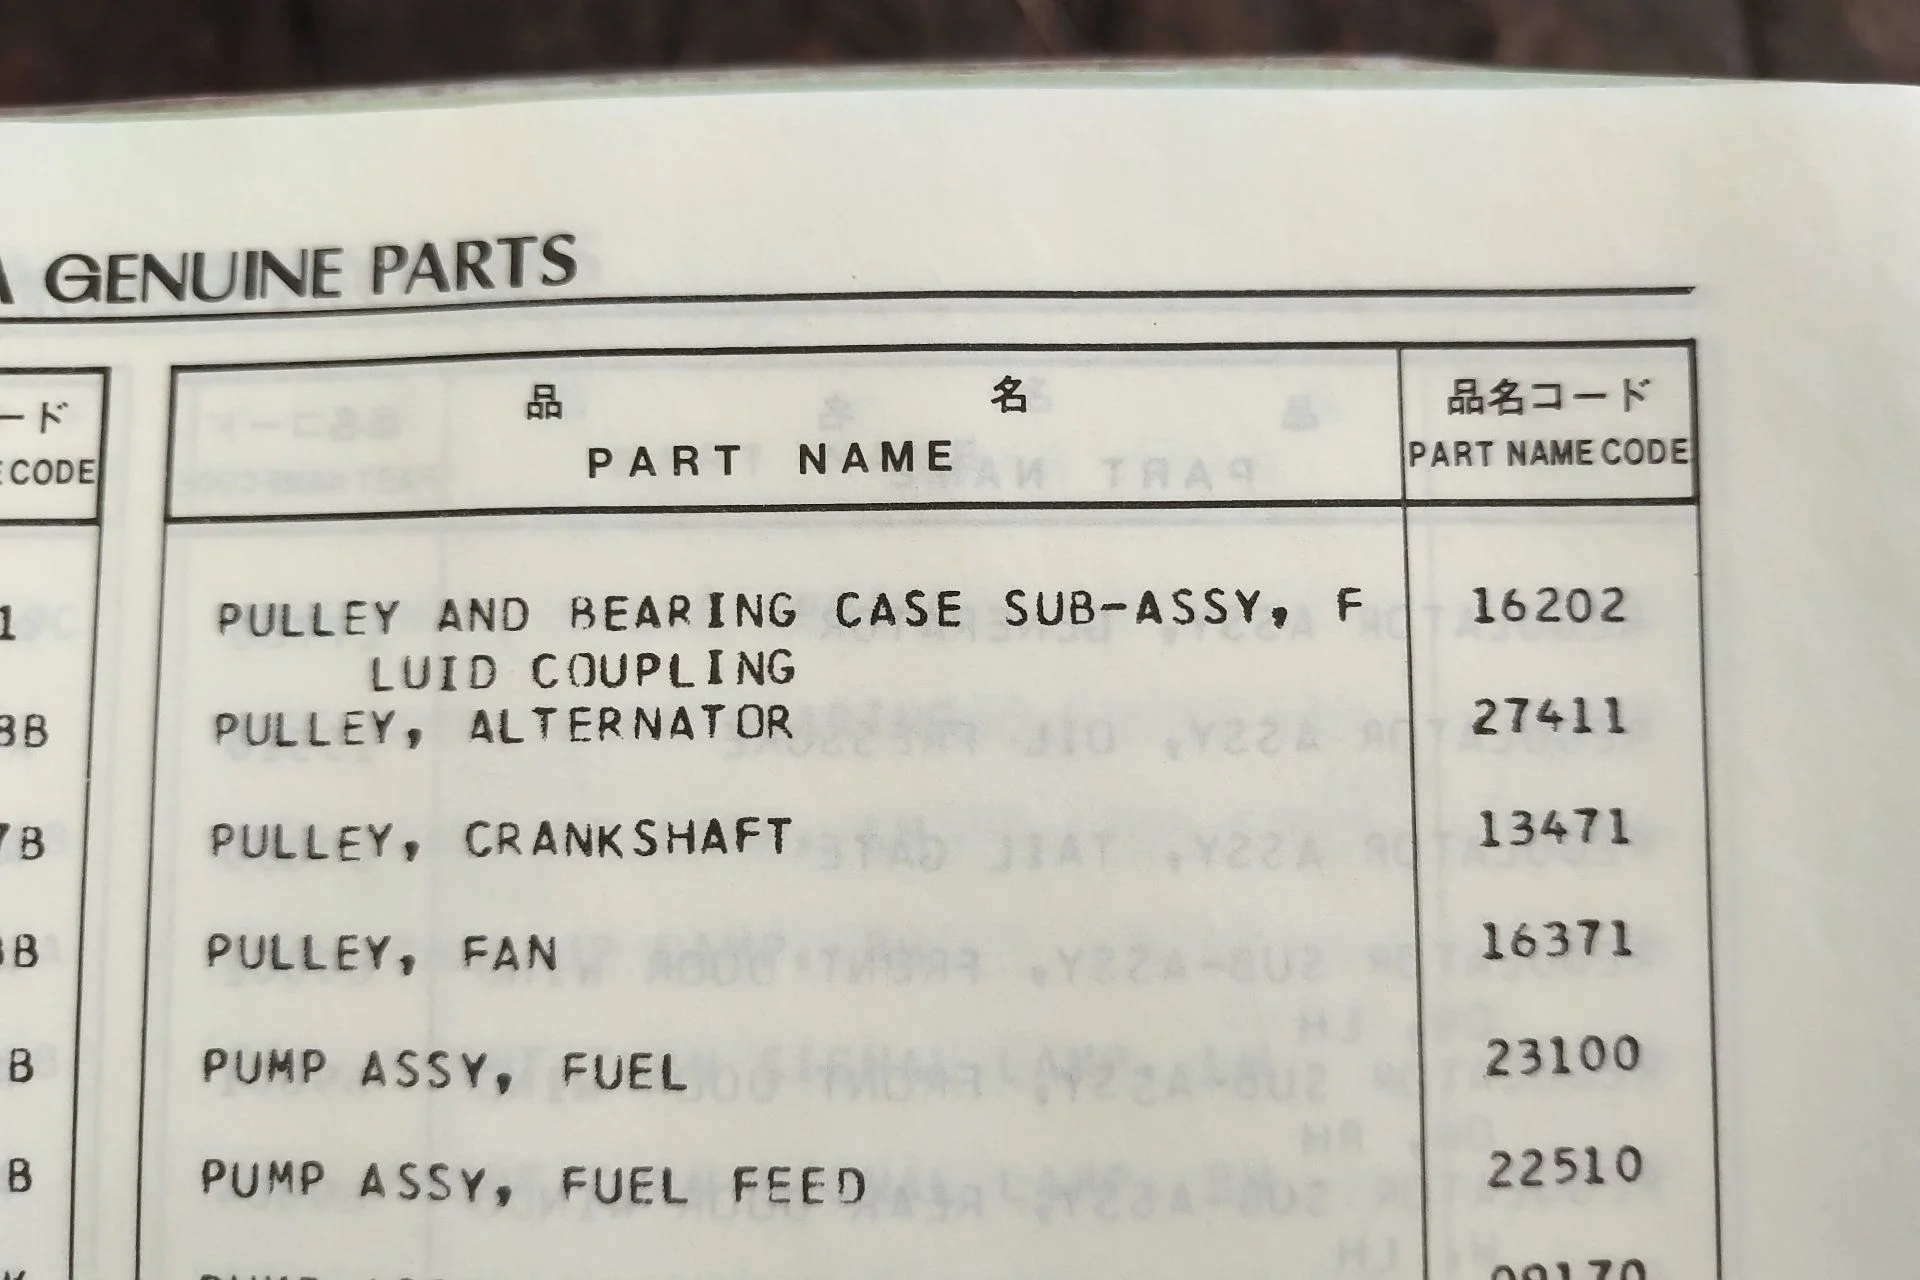 GENUINE PARTS
ード
CODE
品 名
PART NAME
品名コード
PART NAME CODE
PULLEY AND BEARING CASE SUB-ASSY, F 16202
LUID COUPLING
PULLEY, ALTERNATOR 27411
PULLEY, CRANKSHAFT 13471
PULLEY, FAN 16371
PUMP ASSY, FUEL 23100
PUMP ASSY, FUEL FEED 22510